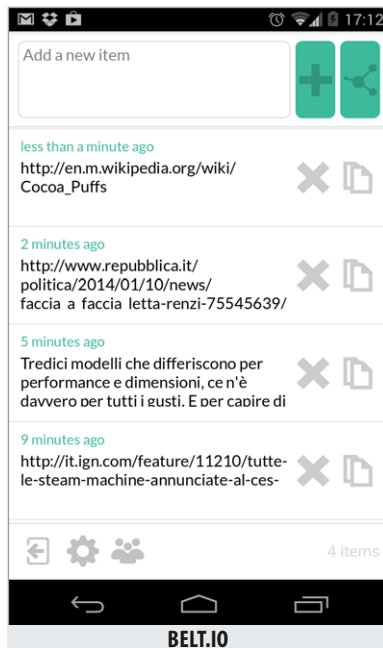 17:12
Add a new item
less than a minute ago
http://en.m.wikipedia.org/wiki/
Cocoa_Puffs
2 minutes ago
http://www.repubblica.it/
politica/2014/01/10/news/
faccia_a_faccia_letta-renzi-75545639/
5 minutes ago
Tredici modelli che differiscono per
performance e dimensioni, ce n'è
davvero per tutti i gusti. E per capire di
9 minutes ago
http://it.ign.com/feature/11210/tutte-
le-steam-machine-annunciate-al-ces-
4 items
BELT.IO